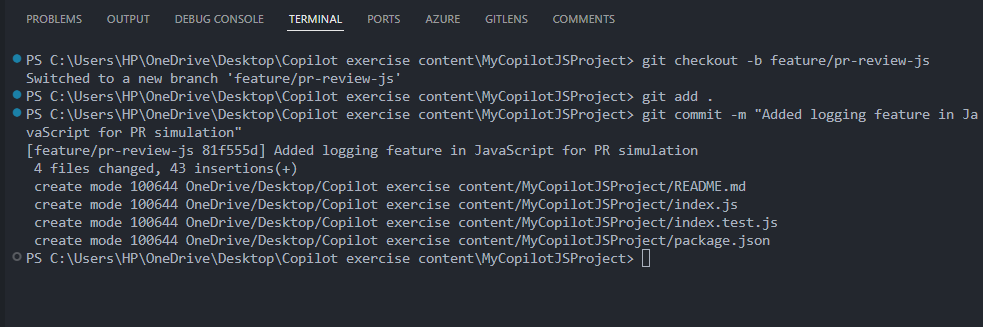 PROBLEMS OUTPUT DEBUG CONSOLE TERMINAL PORTS AZURE GITLENS COMMENTS
PS C:\Users\HP\OneDrive\Desktop\Copilot exercise content\MyCopilotJSProject> git checkout -b feature/pr-review-js
Switched to a new branch 'feature/pr-review-js'
PS C:\Users\HP\OneDrive\Desktop\Copilot exercise content\MyCopilotJSProject> git add .
PS C:\Users\HP\OneDrive\Desktop\Copilot exercise content\MyCopilotJSProject> git commit -m "Added logging feature in Ja
vaScript for PR simulation"
[feature/pr-review-js 81f555d] Added logging feature in JavaScript for PR simulation
4 files changed, 43 insertions(+)
create mode 100644 OneDrive/Desktop/Copilot exercise content/MyCopilotJSProject/README.md
create mode 100644 OneDrive/Desktop/Copilot exercise content/MyCopilotJSProject/index.js
create mode 100644 OneDrive/Desktop/Copilot exercise content/MyCopilotJSProject/index.test.js
create mode 100644 OneDrive/Desktop/Copilot exercise content/MyCopilotJSProject/package.json
PS C:\Users\HP\OneDrive\Desktop\Copilot exercise content\MyCopilotJSProject>